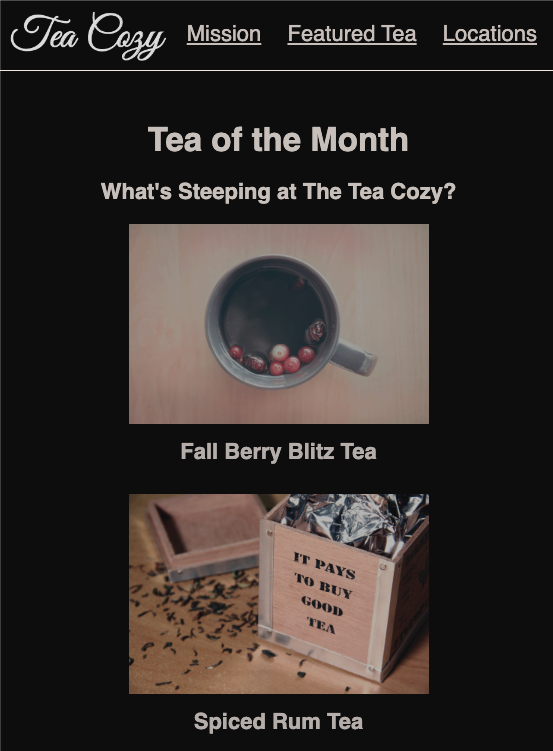 Tea Cozy
Mission Featured Tea Locations
Tea of the Month
What's Steeping at The Tea Cozy?
Fall Berry Blitz Tea
IT PAYS
TO BUY
GOOD
TEA
Spiced Rum Tea